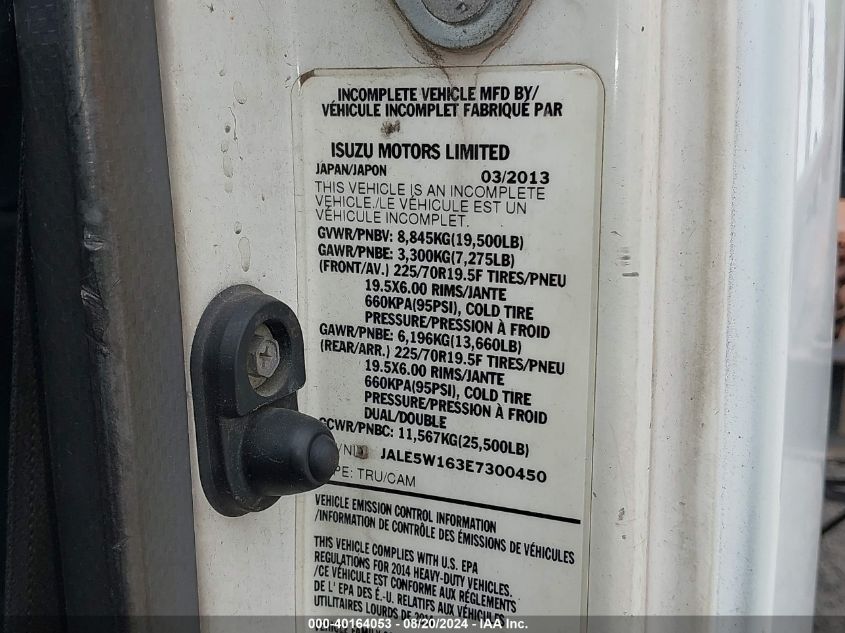 INCOMPLETE VEHICLE MFD BY/
VÉHICULE INCOMPLET FABRIQUÉ PAR
ISUZU MOTORS LIMITED
JAPAN/JAPON 03/2013
THIS VEHICLE IS AN INCOMPLETE
VEHICLE./LE VÉHICULE EST UN
VÉHICULE INCOMPLET.
GVWR/PNBV: 8,845KG(19,500LB)
GAWR/PNBE: 3,300KG(7,275LB)
(FRONT/AV.) 225/70R19.5F TIRES/PNEU
19.5X6.00 RIMS/JANTE
660KPA(95PSI), COLD TIRE
PRESSURE/PRESSION À FROID
GAWR/PNBE: 6,196KG(13,660LB)
(REAR/ARR.) 225/70R19.5F TIRES/PNEU
19.5X6.00 RIMS/JANTE
660KPA(95PSI), COLD TIRE
PRESSURE/PRESSION À FROID
DUAL/DOUBLE
GCWR/PNBC: 11,567KG(25,500LB)
JALE5W163E7300450
TRU/CAM
VEHICLE EMISSION CONTROL INFORMATION
/INFORMATION DE CONTRÔLE DES ÉMISSIONS DE VÉHICULES
THIS VEHICLE COMPLIES WITH U.S. EPA
REGULATIONS FOR 2014 HEAVY-DUTY VEHICLES.
/CE VÉHICULE EST CONFORME AUX RÉGLEMENTS
DE L' EPA DES É.-U. RELATIFS AUX VÉHICULES
UTILITAIRES LOURDS DE
000-40164053 - 08/20/2024 - IAA Inc.